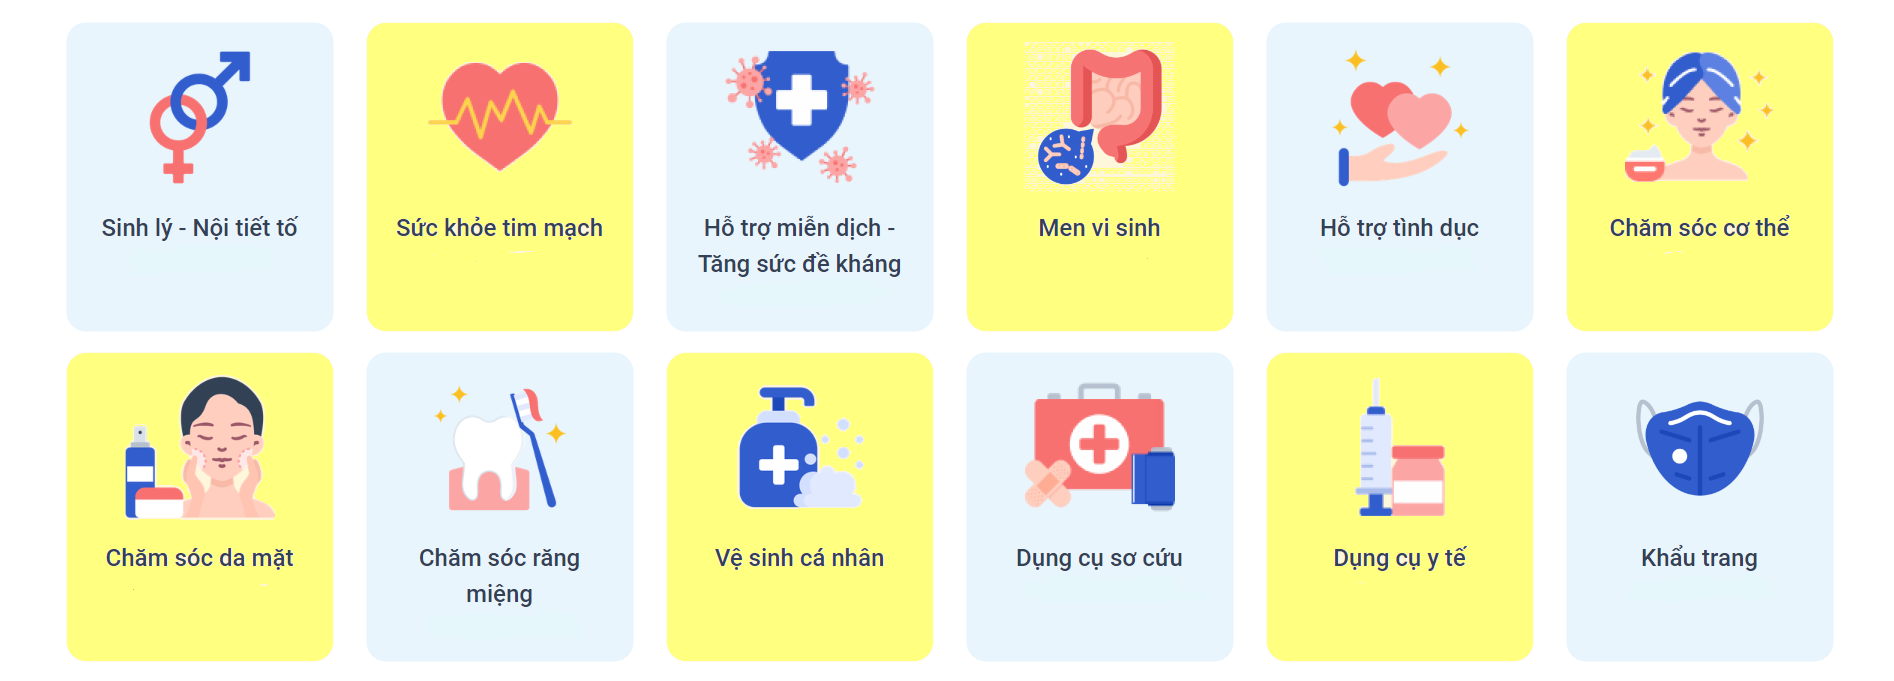 Sinh lý - Nội tiết tố
Sức khỏe tim mạch
Hỗ trợ miễn dịch -
Tăng sức đề kháng
Men vi sinh
Hỗ trợ tình dục
Chăm sóc cơ thể
Chăm sóc da mặt
Chăm sóc răng
miệng
Vệ sinh cá nhân
Dụng cụ sơ cứu
Dụng cụ y tế
Khẩu trang